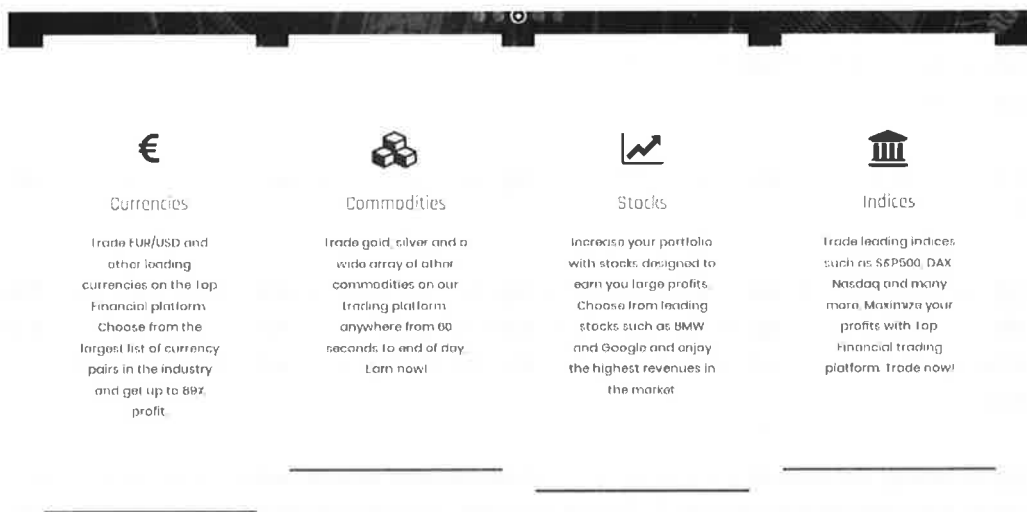 Currencies
Trade EUR/USD and
other leading
currencies on the Top
Financial platform
Choose from the
largest list of currency
pairs in the industry
and get up to 89%
profit.
Commodities
Trade gold, silver and a
wide array of other
commodities on our
trading platform
anywhere from 60
seconds to end of day
Earn now!
Stocks
Increase your portfolio
with stocks designed to
earn you large profits.
Choose from leading
stocks such as BMW
and Google and enjoy
the highest revenues in
the market
Indices
Trade leading indices
such as S&P500, DAX
Nasdaq and many
more. Maximize your
profits with Top
Financial trading
platform. Trade now!